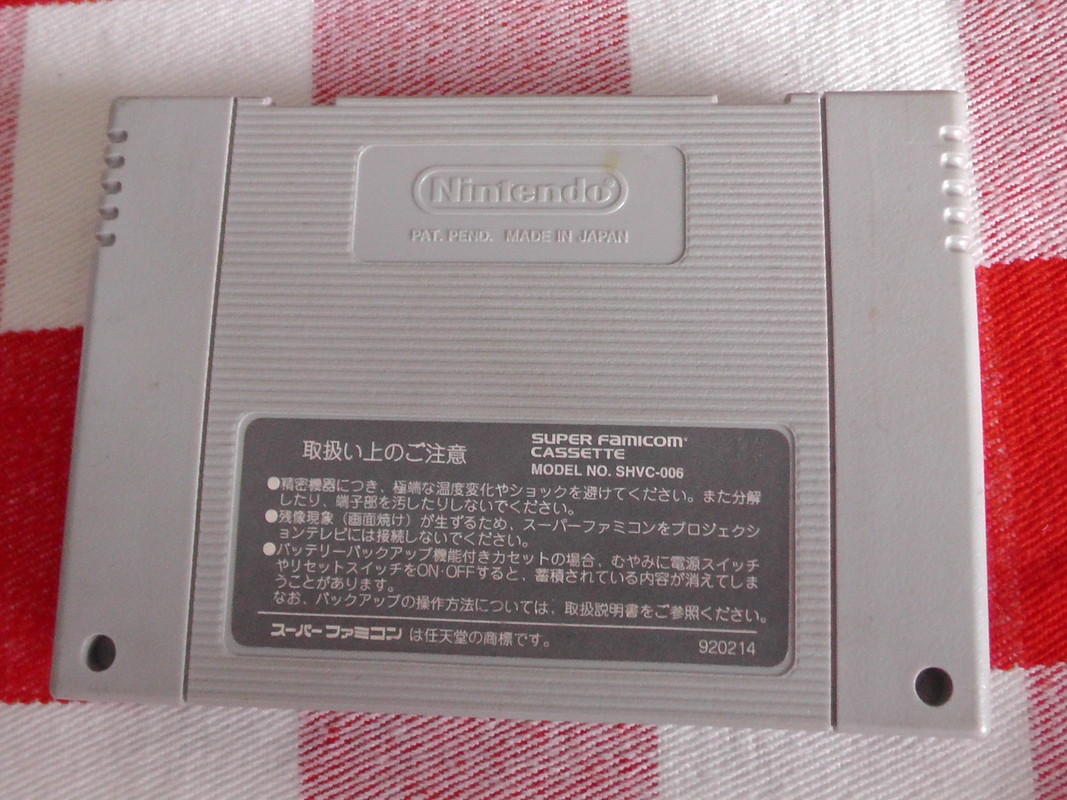 Nintendo®
PAT. PEND. MADE IN JAPAN
取扱い上のご注意
SUPER FAMICOM®
CASSETTE
MODEL NO. SHVC-006
●精密機器につき、極端な温度変化やショックを避けてください。また分解
したり、端子部を汚したりしないでください。
●残像現象（画面焼け）が生ずるため、スーパーファミコンをプロジェクシ
ョンテレビには接続しないでください。
●バッテリーバックアップ機能付きカセットの場合、むやみに電源スイッチ
やリセットスイッチをON·OFFすると、蓄積されている内容が消えてしま
うことがあります。
なお、バックアップの操作方法については、取扱説明書をご参照ください。
スーパーファミコン は任天堂の商標です。
920214